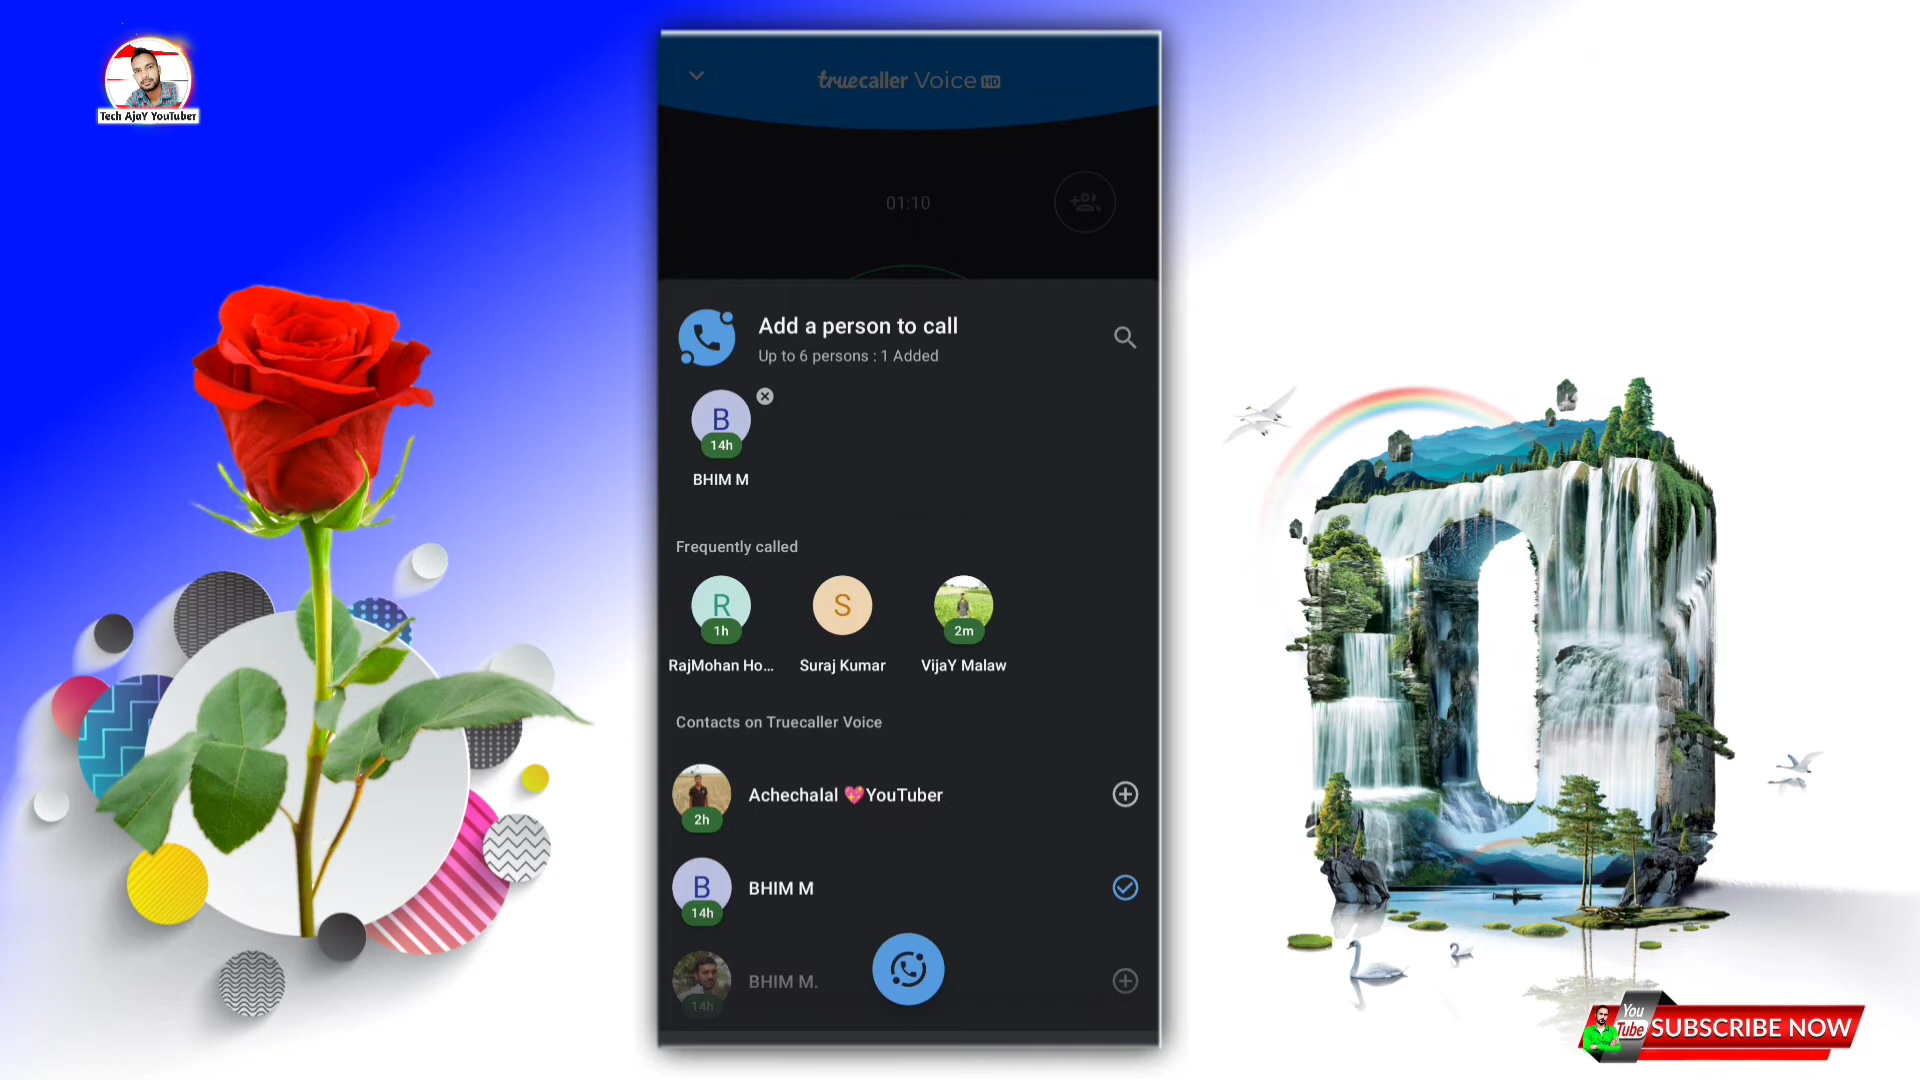 Tech AjaY YouTuber
truecaller Voice HD
01:10
Add a person to call
Up to 6 persons : 1 Added
B
14h
BHIM M
Frequently called
R
1h
RajMohan Ho...
S
Suraj Kumar
2m
VijaY Malaw
Contacts on Truecaller Voice
2h
Achechalal 💖YouTuber
B
14h
BHIM M
14h
BHIM M.
You
Tube
SUBSCRIBE NOW